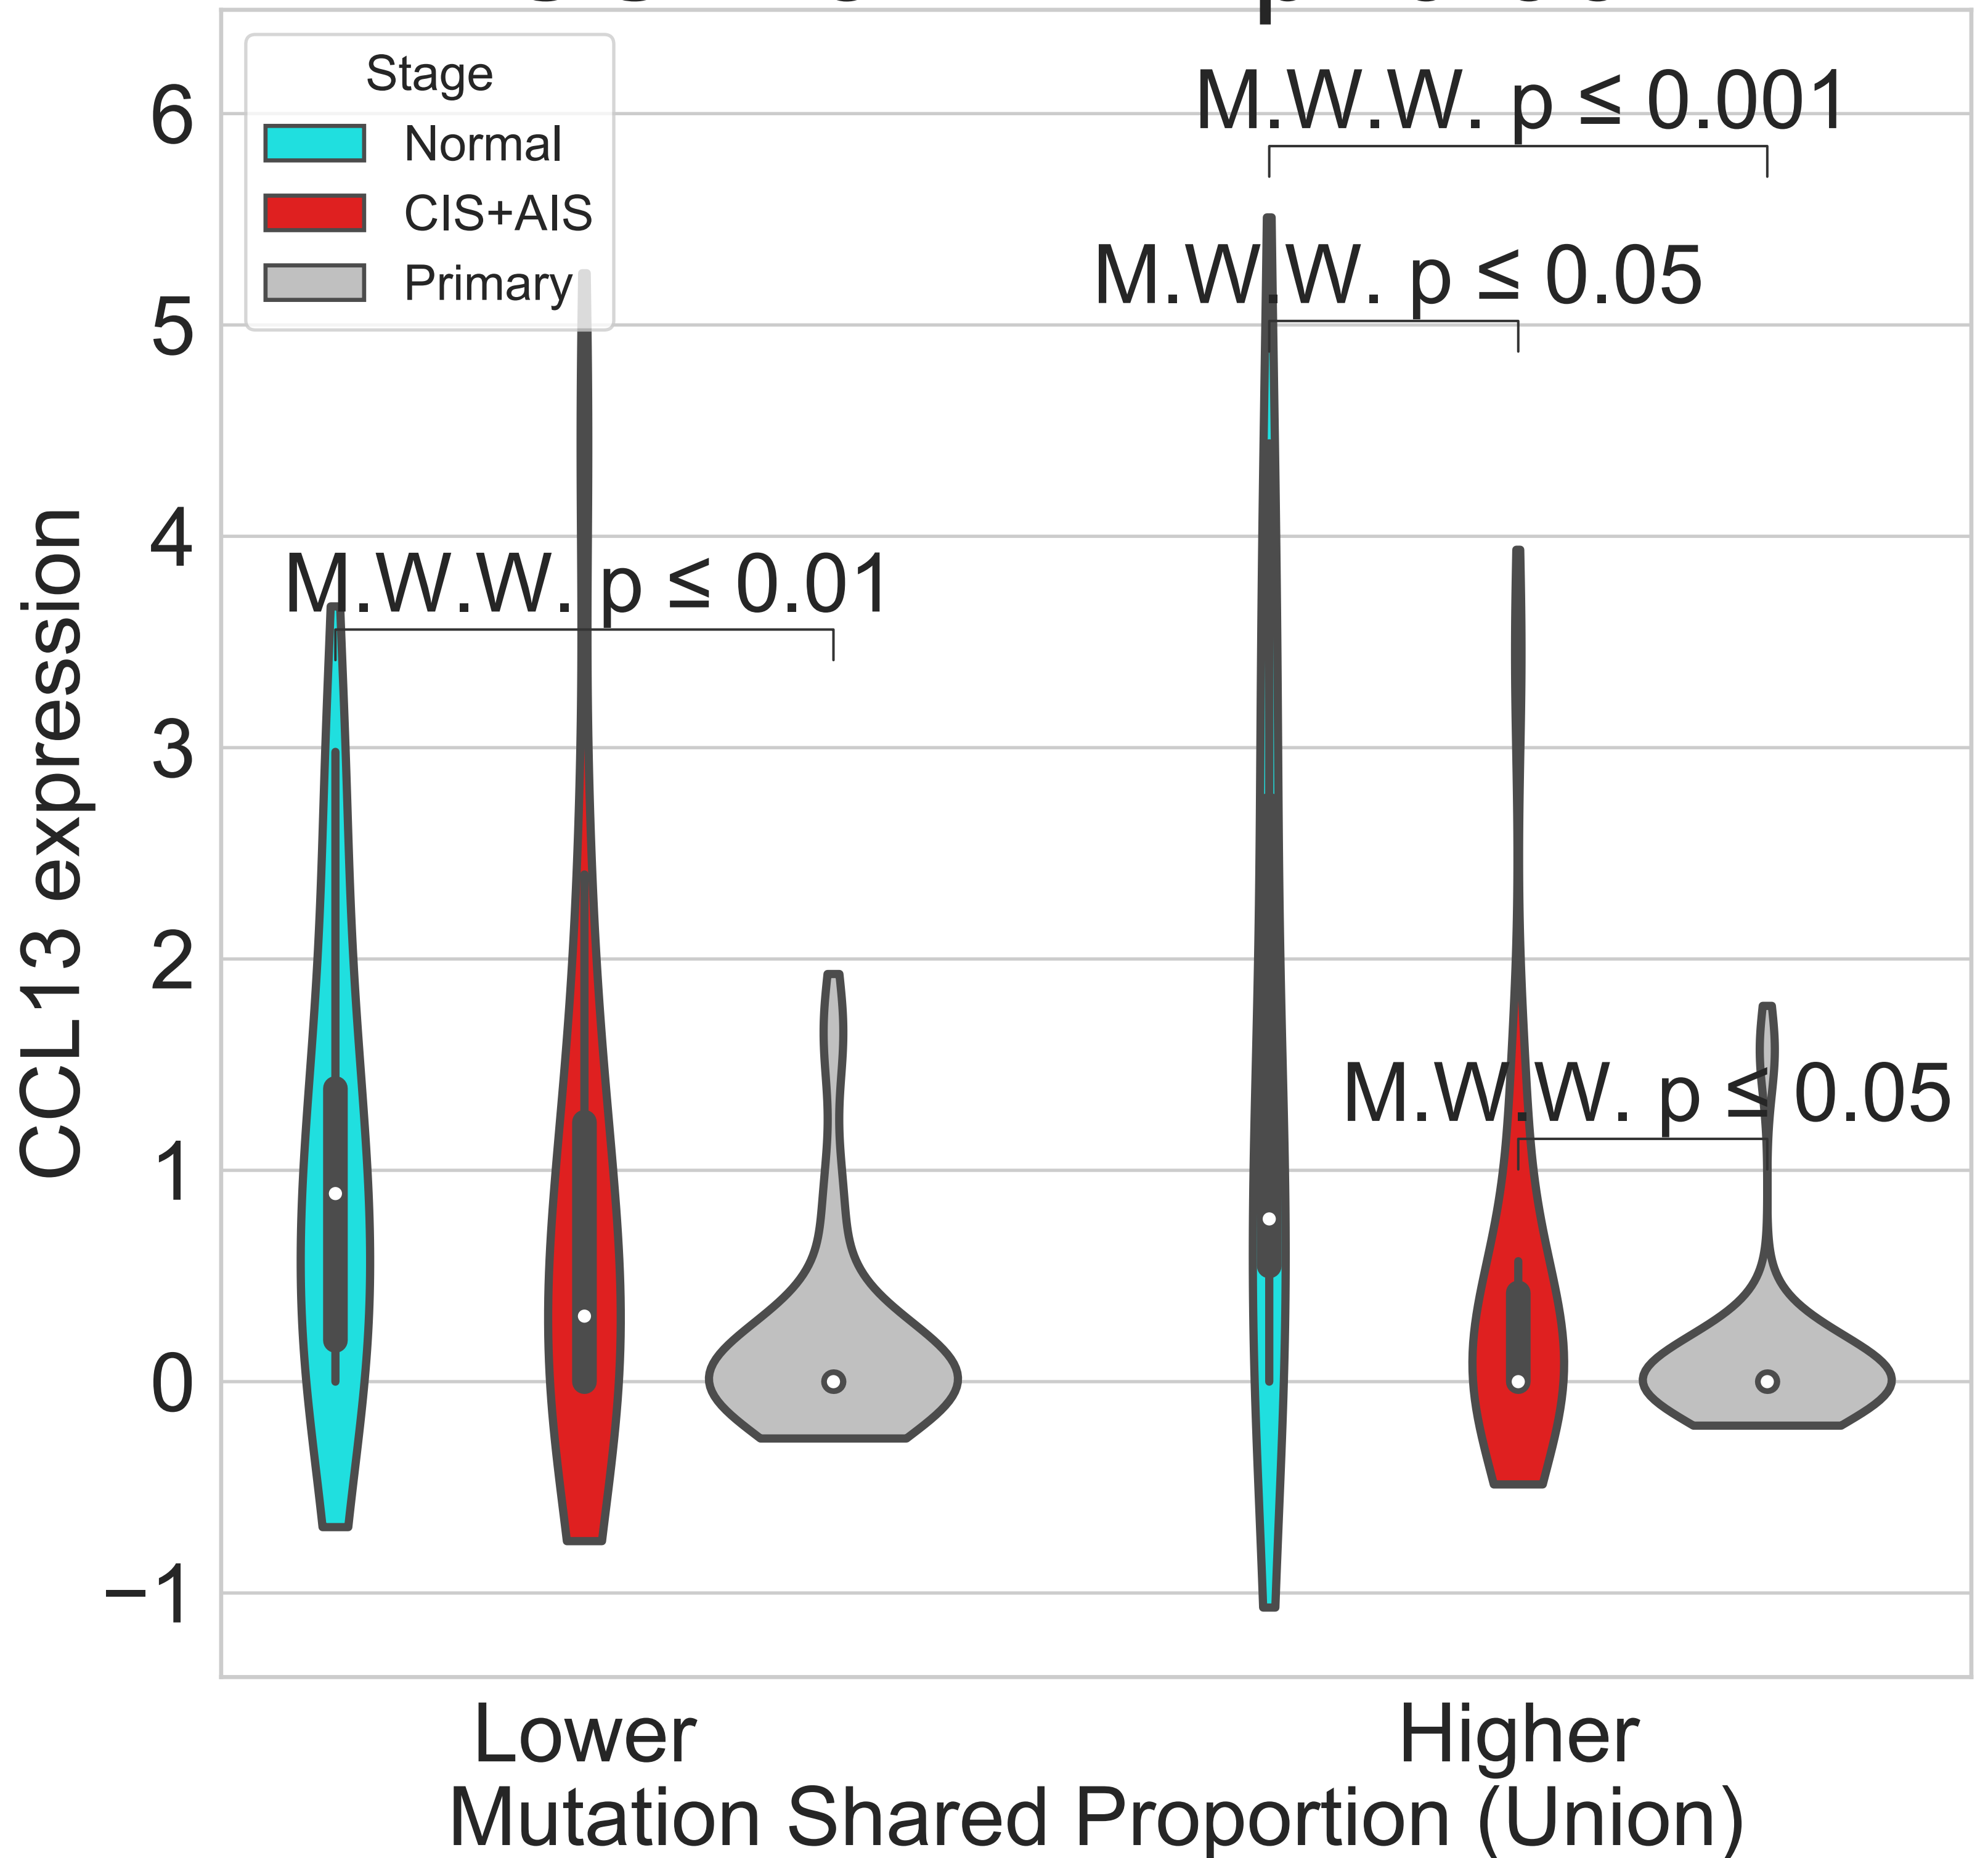 Stage
Normal
CIS+AIS
Primary
M.W.W. p ≤ 0.001
M.W.W. p ≤ 0.05
M.W.W. p ≤ 0.01
M.W.W. p ≤ 0.05
6
5
4
3
2
1
0
−1
CCL13 expression
Lower
Higher
Mutation Shared Proportion (Union)